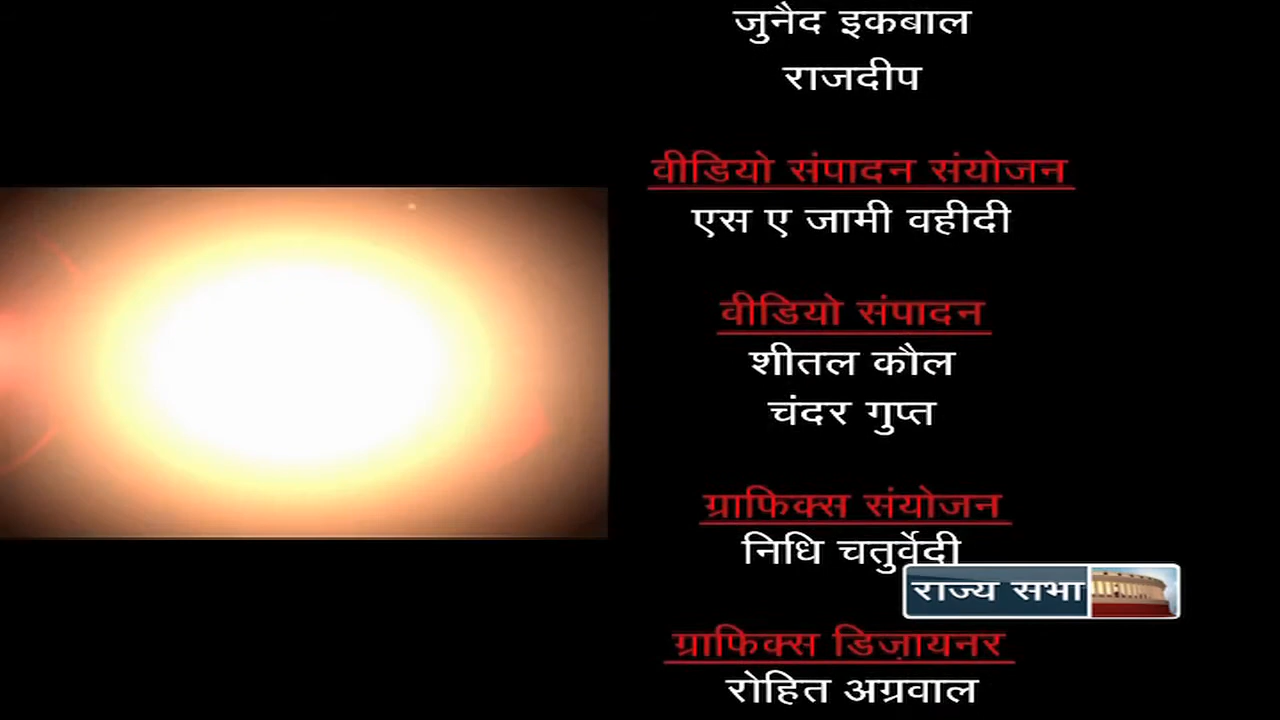 जुनैद इकबाल
राजदीप
वीडियो संपादन संयोजन
एस ए जामी वहीदी
वीडियो संपादन
शीतल कौल
चंदर गुप्त
ग्राफिक्स संयोजन
निधि चतुर्वेदी
राज्य सभा
ग्राफिक्स डिज़ायनर
रोहित अग्रवाल